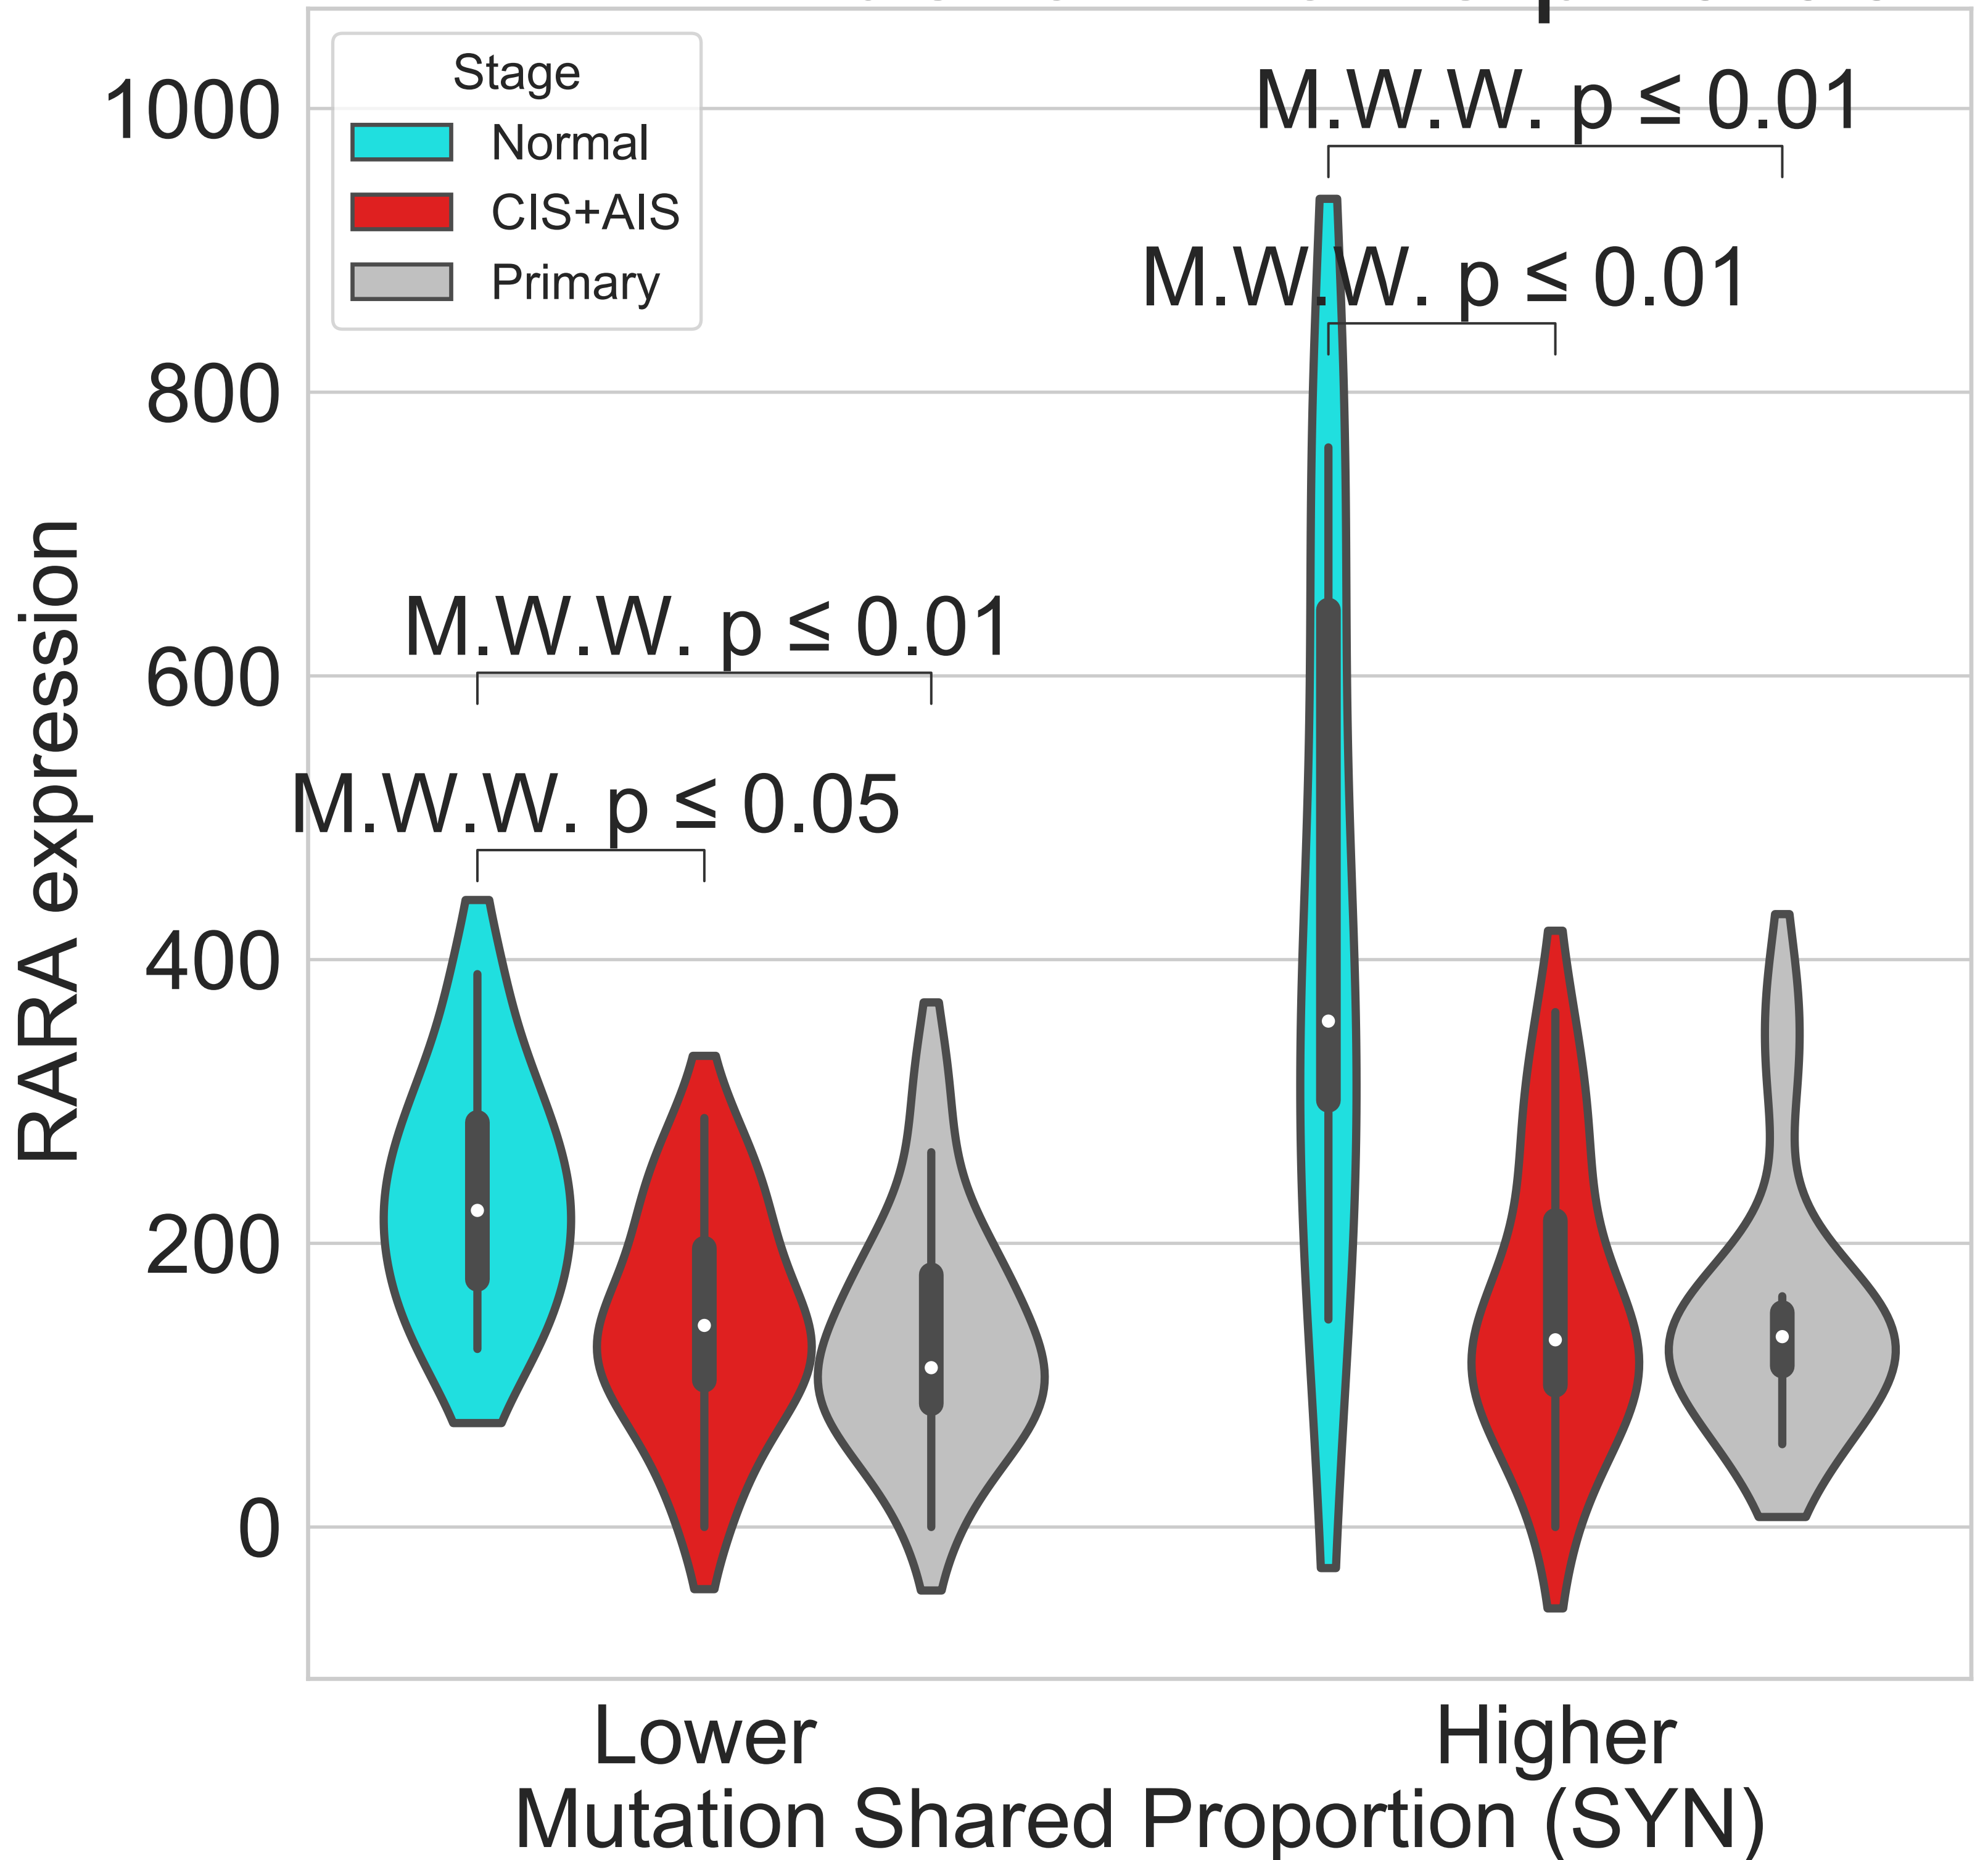 Stage
Normal
CIS+AIS
Primary
1000
800
600
400
200
0
RARA expression
M.W.W. p ≤ 0.01
M.W.W. p ≤ 0.01
M.W.W. p ≤ 0.01
M.W.W. p ≤ 0.05
Lower
Higher
Mutation Shared Proportion (SYN)